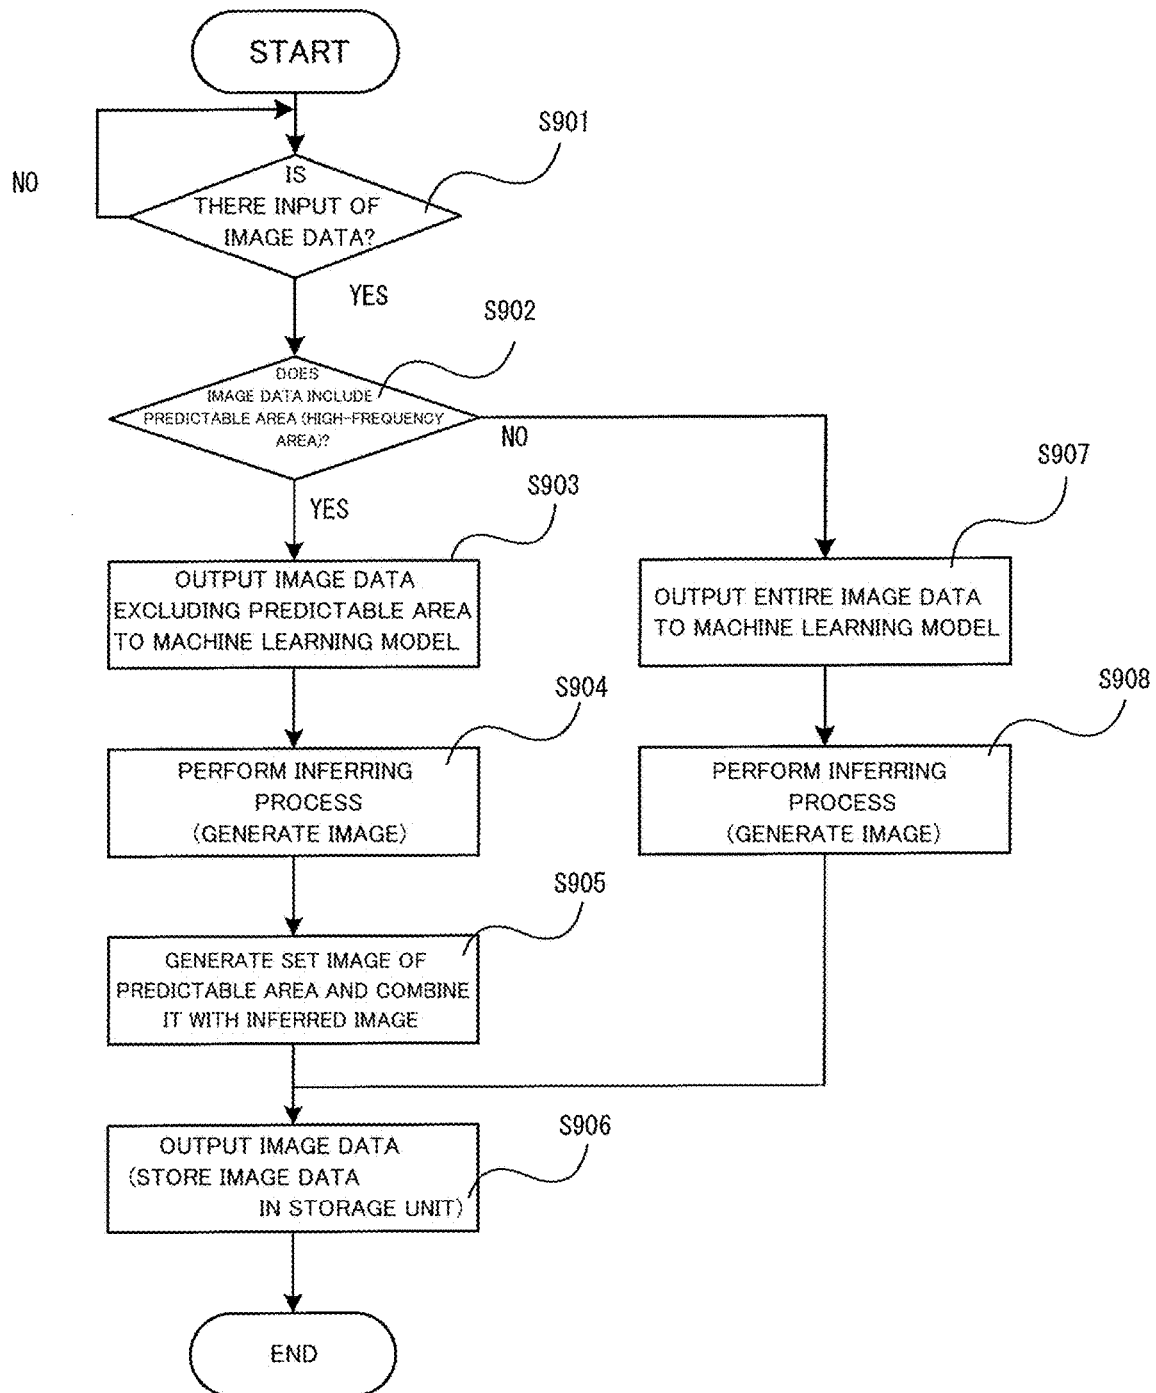 START
S901
NO
IS
THERE INPUT OF
IMAGE DATA?
YES
S902
DOES
IMAGE DATA INCLUDE
PREDICTABLE AREA (HIGH-FREQUENCY
AREA)?
NO
YES
S903
OUTPUT IMAGE DATA
EXCLUDING PREDICTABLE AREA
TO MACHINE LEARNING MODEL
S907
OUTPUT ENTIRE IMAGE DATA
TO MACHINE LEARNING MODEL
S904
PERFORM INFERRING
PROCESS
(GENERATE IMAGE)
S908
PERFORM INFERRING
PROCESS
(GENERATE IMAGE)
S905
GENERATE SET IMAGE OF
PREDICTABLE AREA AND COMBINE
IT WITH INFERRED IMAGE
S906
OUTPUT IMAGE DATA
(STORE IMAGE DATA
IN STORAGE UNIT)
END